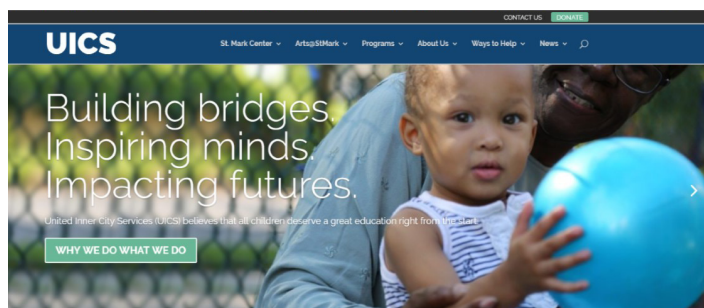 CONTACT US DONATE
UICS St. Mark Center Arts@StMark Programs About Us Ways to Help News
Building bridges.
Inspiring minds.
Impacting futures.
United Inner City Services (UICS) believes that all children deserve a great education right from the start.
WHY WE DO WHAT WE DO